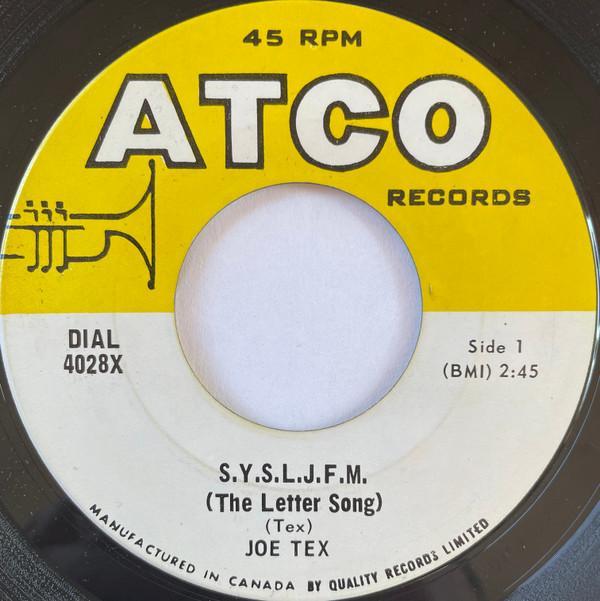 45 RPM
ATCO
RECORDS
DIAL
4028X
Side 1
(BMI) 2:45
S.Y.S.L.J.F.M.
(The Letter Song)
(Tex)
JOE TEX
MANUFACTURED IN CANADA BY QUALITY RECORDS LIMITED